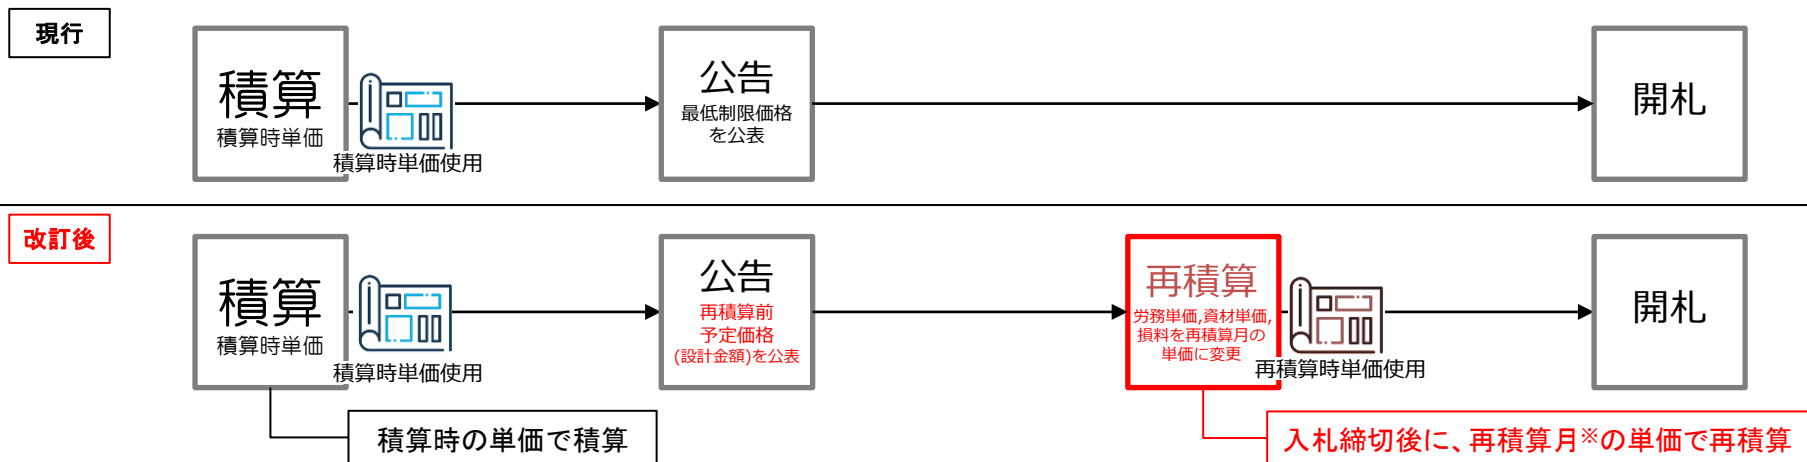 現行
積算
積算時単価
積算時単価使用
公告
最低制限価格
を公表
開札
改訂後
積算
積算時単価
積算時単価使用
公告
再積算前
予定価格
(設計金額)を公表
再積算
労務単価,資材単価,
損料を再積算月の
単価に変更
再積算時単価使用
開札
積算時の単価で積算
入札締切後に、再積算月※の単価で再積算